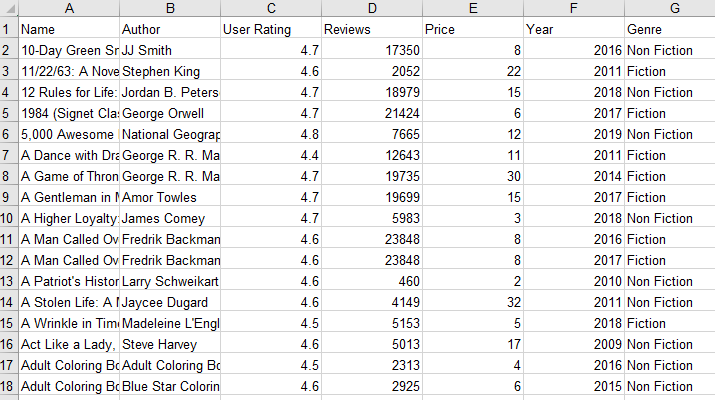 A B C D E F G
1 Name Author User Rating Reviews Price Year Genre
2 10-Day Green Sm JJ Smith 4.7 17350 8 2016 Non Fiction
3 11/22/63: A Nove Stephen King 4.6 2052 22 2011 Fiction
4 12 Rules for Life: Jordan B. Peters 4.7 18979 15 2018 Non Fiction
5 1984 (Signet Clas George Orwell 4.7 21424 6 2017 Fiction
6 5,000 Awesome National Geograp 4.8 7665 12 2019 Non Fiction
7 A Dance with Dra George R. R. Ma 4.4 12643 11 2011 Fiction
8 A Game of Thron George R. R. Ma 4.7 19735 30 2014 Fiction
9 A Gentleman in M Amor Towles 4.7 19699 15 2017 Fiction
10 A Higher Loyalty: James Comey 4.7 5983 3 2018 Non Fiction
11 A Man Called Ov Fredrik Backman 4.6 23848 8 2016 Fiction
12 A Man Called Ov Fredrik Backman 4.6 23848 8 2017 Fiction
13 A Patriot's Histor Larry Schweikart 4.6 460 2 2010 Non Fiction
14 A Stolen Life: A M Jaycee Dugard 4.6 4149 32 2011 Non Fiction
15 A Wrinkle in Time Madeleine L'Engl 4.5 5153 5 2018 Fiction
16 Act Like a Lady, Steve Harvey 4.6 5013 17 2009 Non Fiction
17 Adult Coloring Bo Adult Coloring Bo 4.5 2313 4 2016 Non Fiction
18 Adult Coloring Bo Blue Star Colorin 4.6 2925 6 2015 Non Fiction